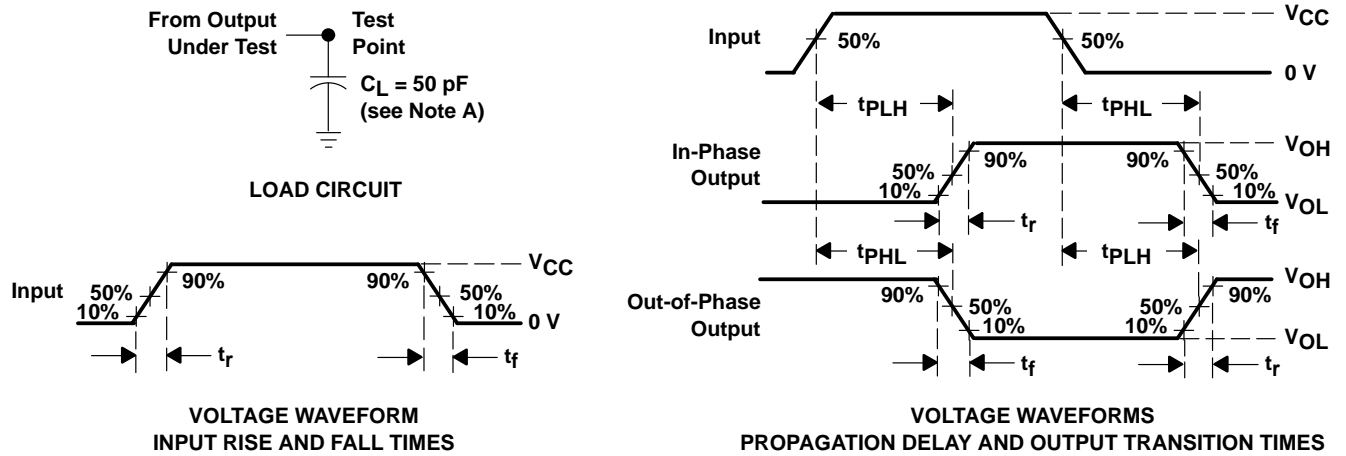 From Output
Under Test
Test
Point
CL = 50 pF
(see Note A)
LOAD CIRCUIT
Input
50%
10%
90%
90%
50%
10%
VCC
0 V
tr
tf
VOLTAGE WAVEFORM
INPUT RISE AND FALL TIMES
Input
50%
50%
VCC
0 V
tPLH
tPHL
In-Phase
Output
50%
10%
90%
90%
50%
10%
VOH
VOL
tr
tf
tPHL
tPLH
Out-of-Phase
Output
90%
50%
10%
50%
10%
90%
VOH
VOL
tf
tr
VOLTAGE WAVEFORMS
PROPAGATION DELAY AND OUTPUT TRANSITION TIMES